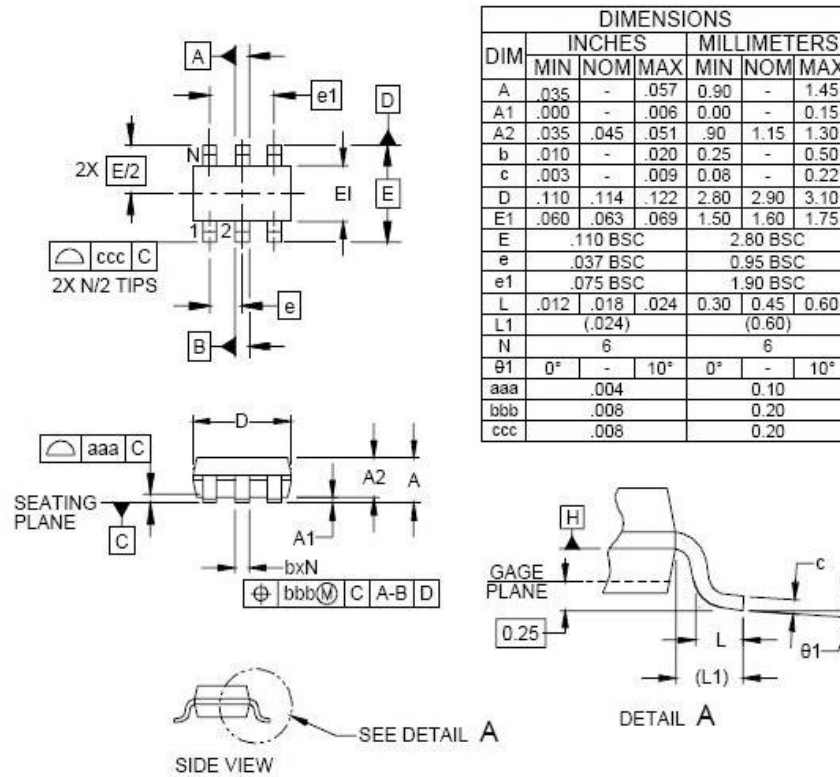 A
e1
D
N
2X E/2
EI
E
1 2
⌓ ccc C
2X N/2 TIPS
e
B
DIMENSIONS
DIM INCHES MILLIMETERS
MIN NOM MAX MIN NOM MAX
A .035 - .057 0.90 - 1.45
A1 .000 - .006 0.00 - 0.15
A2 .035 .045 .051 .90 1.15 1.30
b .010 - .020 0.25 - 0.50
c .003 - .009 0.08 - 0.22
D .110 .114 .122 2.80 2.90 3.10
E1 .060 .063 .069 1.50 1.60 1.75
E .110 BSC 2.80 BSC
e .037 BSC 0.95 BSC
e1 .075 BSC 1.90 BSC
L .012 .018 .024 0.30 0.45 0.60
L1 (.024) (0.60)
N 6 6
θ1 0° - 10° 0° - 10°
aaa .004 0.10
bbb .008 0.20
ccc .008 0.20
D
⌓ aaa C
A2 A
SEATING
PLANE
C
A1
bxN
⌖ bbbⓂ C A-B D
H
GAGE
PLANE
c
0.25
L
θ1
(L1)
DETAIL A
SEE DETAIL A
SIDE VIEW